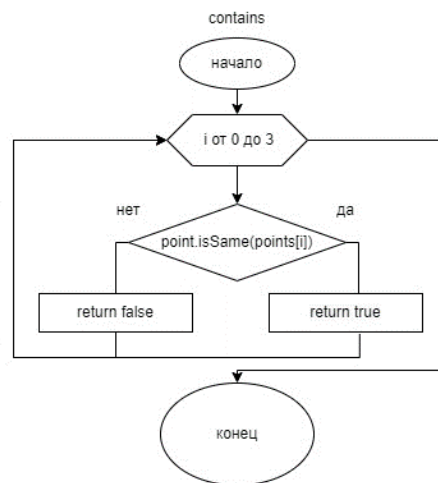 contains
начало
i от 0 до 3
нет
да
point.isSame(points[i])
return false
return true
конец